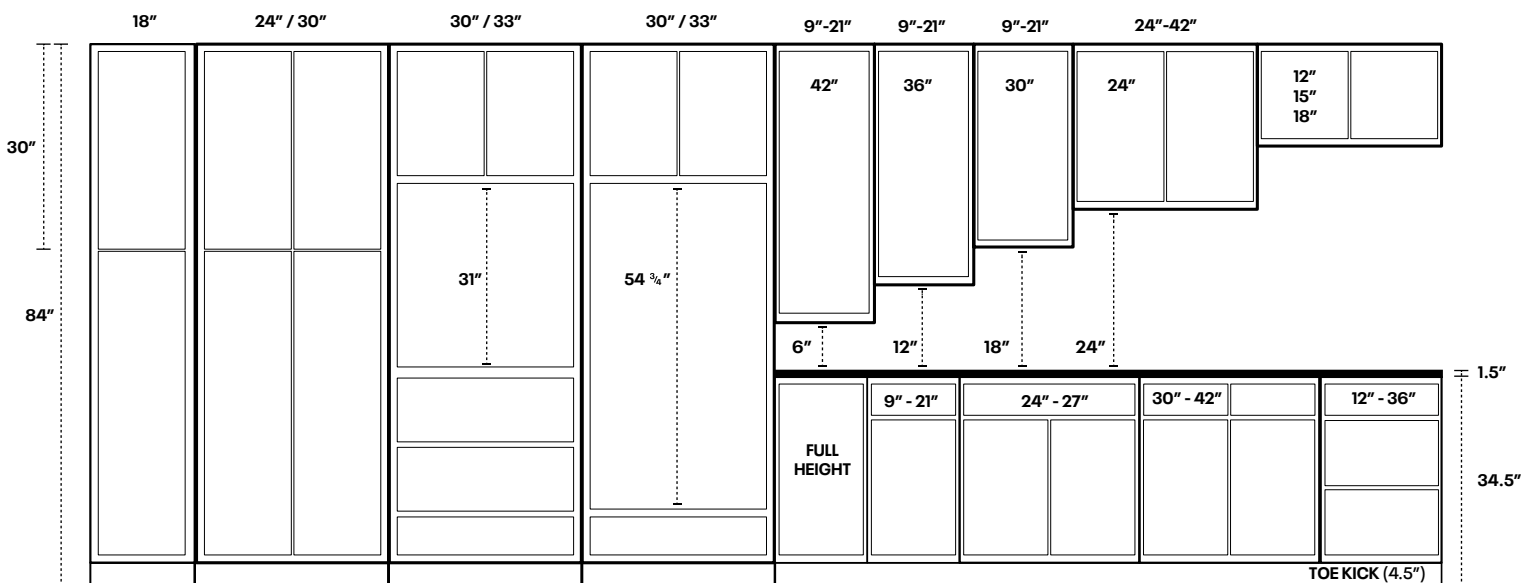 18″
24″ / 30″
30″ / 33″
30″ / 33″
9″-21″
9″-21″
9″-21″
24″-42″
42″
36″
30″
24″
12″
15″
18″
30″
84″
31″
54 ¾″
6″
12″
18″
24″
1.5″
9″ - 21″
24″ - 27″
30″ - 42″
12″ - 36″
FULL
HEIGHT
34.5″
TOE KICK (4.5″)